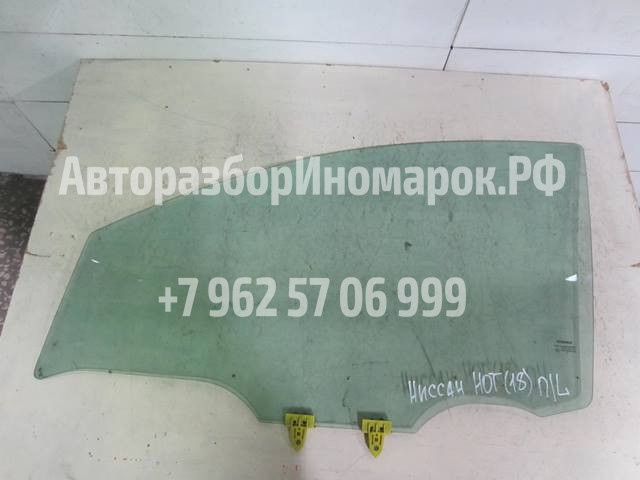 АвторазборИномарок.РФ
+7 962 57 06 999
Ниссан НОТ (18) П/L